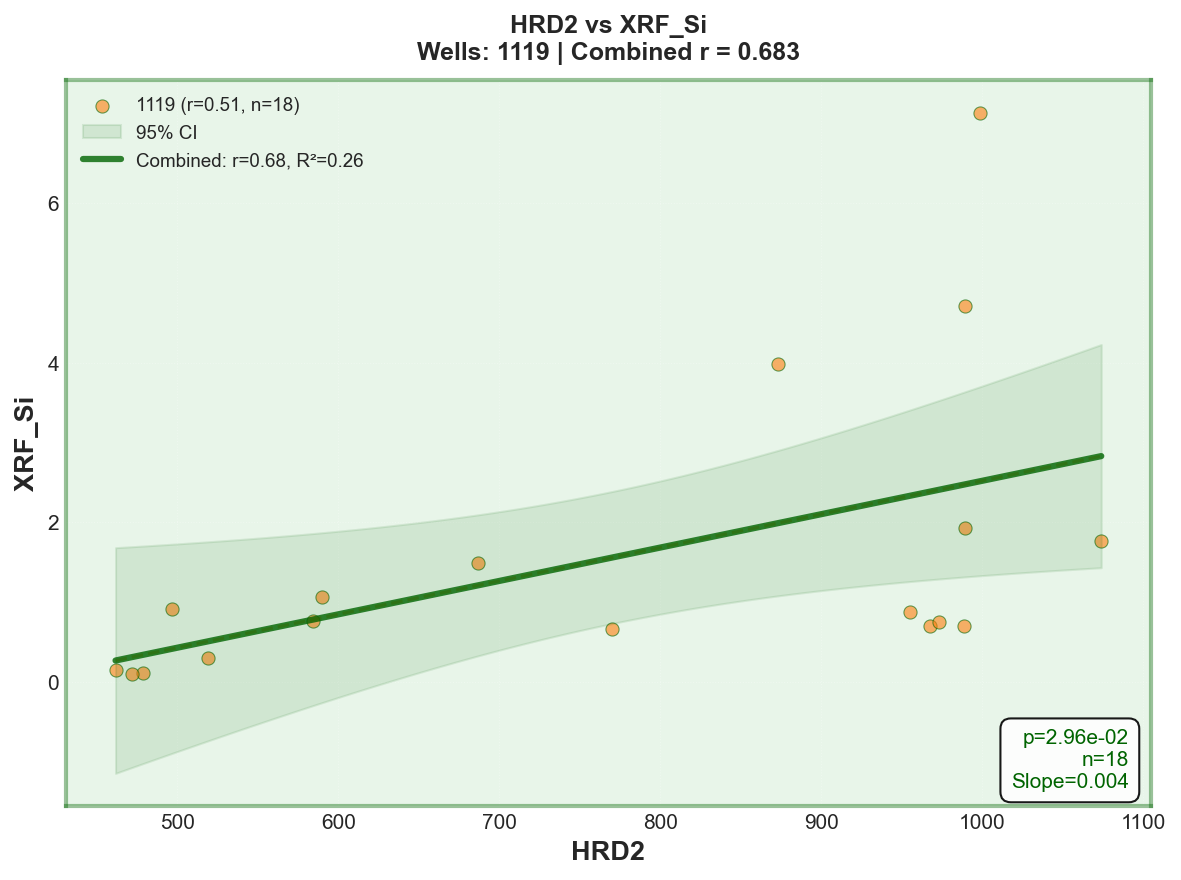 HRD2 vs XRF_Si
Wells: 1119 | Combined r = 0.683
1119 (r=0.51, n=18)
95% CI
Combined: r=0.68, R²=0.26
6
4
2
0
XRF_Si
p=2.96e-02
n=18
Slope=0.004
500 600 700 800 900 1000 1100
HRD2